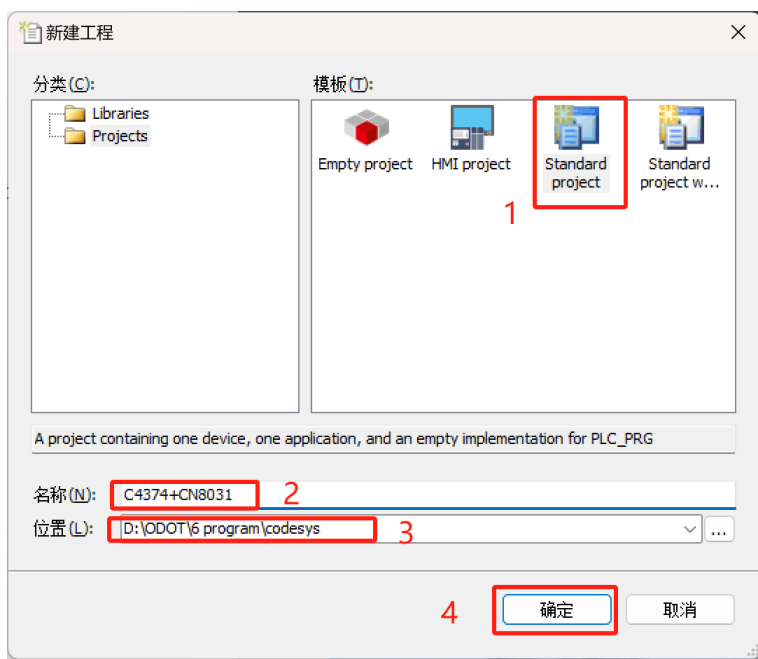 新建工程
分类(C):
模板(T):
Libraries
Projects
Empty project
HMI project
Standard
project
Standard
project w...
1
A project containing one device, one application, and an empty implementation for PLC_PRG
名称(N): C4374+CN8031 2
位置(L): D:\ODOT\6 program\codesys 3 ...
4 确定 取消